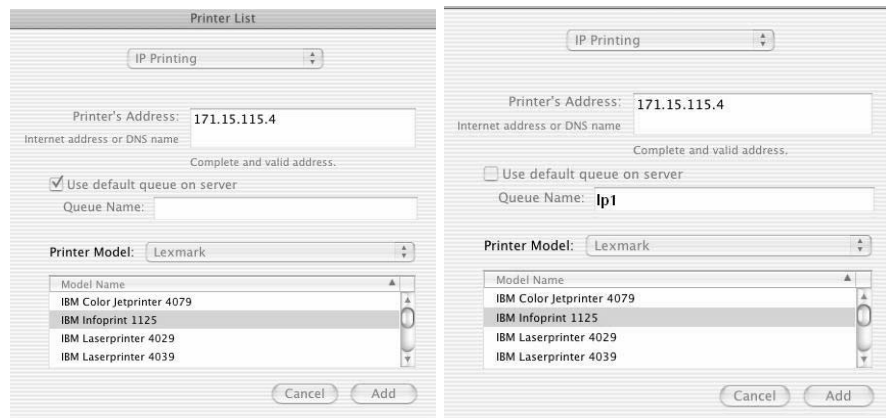 Printer List
IP Printing
Printer's Address:
171.15.115.4
Internet address or DNS name
Complete and valid address.
Use default queue on server
Queue Name:
Printer Model:
Lexmark
Model Name
IBM Color Jetprinter 4079
IBM Infoprint 1125
IBM Laserprinter 4029
IBM Laserprinter 4039
Cancel
Add
IP Printing
Printer's Address:
171.15.115.4
Internet address or DNS name
Complete and valid address.
Use default queue on server
Queue Name:
lp1
Printer Model:
Lexmark
Model Name
IBM Color Jetprinter 4079
IBM Infoprint 1125
IBM Laserprinter 4029
IBM Laserprinter 4039
Cancel
Add